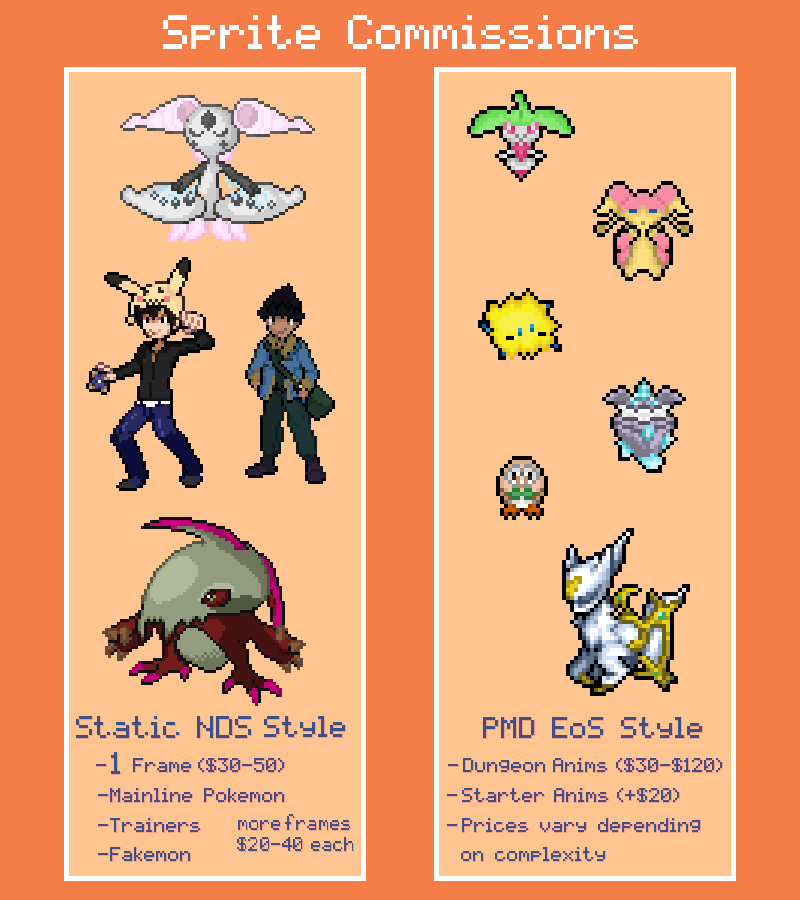 Sprite Commissions
Static NDS Style
-1 Frame ($30-50)
-Mainline Pokemon
-Trainers
-Fakemon
more frames
$20-40 each
PMD EoS Style
-Dungeon Anims ($30-$120)
-Starter Anims (+$20)
-Prices vary depending
on complexity